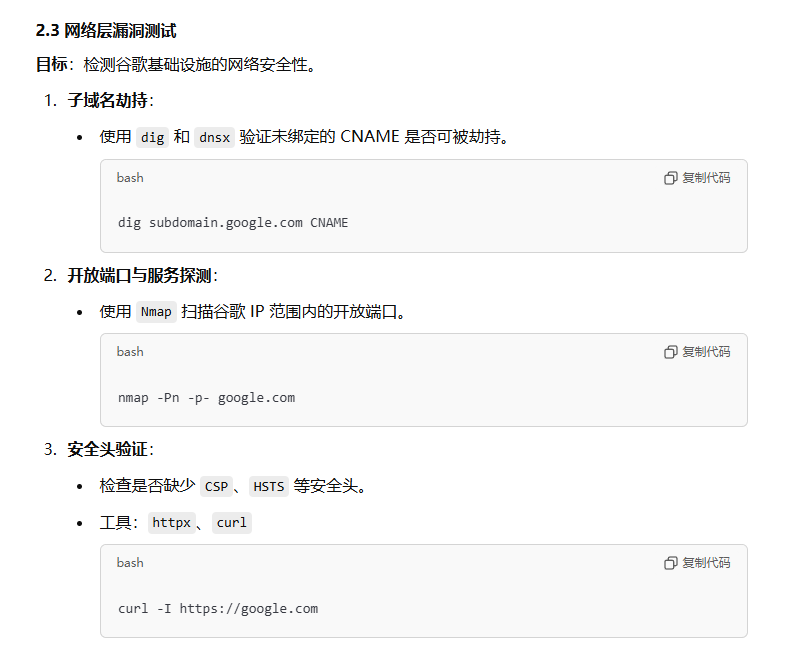 2.3 网络层漏洞测试
目标：检测谷歌基础设施的网络安全性。
1. 子域名劫持：
• 使用 dig 和 dnsx 验证未绑定的 CNAME 是否可被劫持。
bash 复制代码
dig subdomain.google.com CNAME
2. 开放端口与服务探测：
• 使用 Nmap 扫描谷歌 IP 范围内的开放端口。
bash 复制代码
nmap -Pn -p- google.com
3. 安全头验证：
• 检查是否缺少 CSP、HSTS 等安全头。
• 工具：httpx、curl
bash 复制代码
curl -I https://google.com